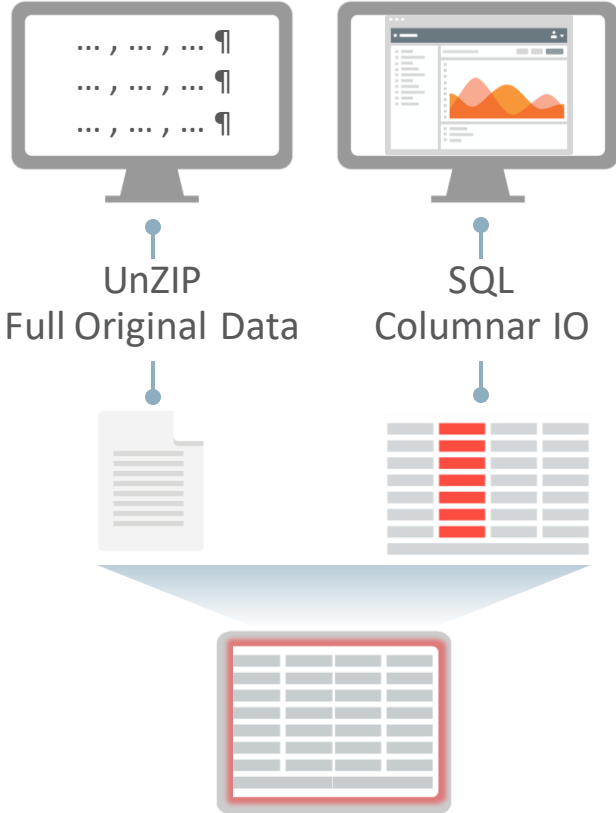 … , … , … ¶
… , … , … ¶
… , … , … ¶
UnZIP
Full Original Data
SQL
Columnar IO